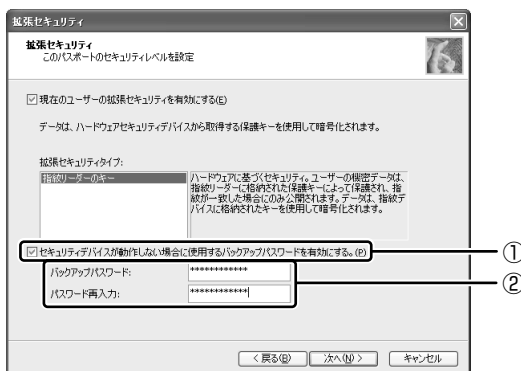 拡張セキュリティ
拡張セキュリティ
このパスポートのセキュリティレベルを設定
現在のユーザーの拡張セキュリティを有効にする(E)
データは、ハードウェアセキュリティデバイスから取得する保護キーを使用して暗号化されます。
拡張セキュリティタイプ:
指紋リーダーのキー
ハードウェアに基づくセキュリティ。ユーザーの機密データは、
指紋リーダーに格納された保護キーによって保護され、指
紋が一致した場合にのみ公開されます。データは、指紋デ
バイスに格納されたキーを使用して暗号化されます。
セキュリティデバイスが動作しない場合に使用するバックアップパスワードを有効にする。(P)
①
バックアップパスワード:
************
②
パスワード再入力:
************
< 戻る(B)
次へ(N) >
キャンセル